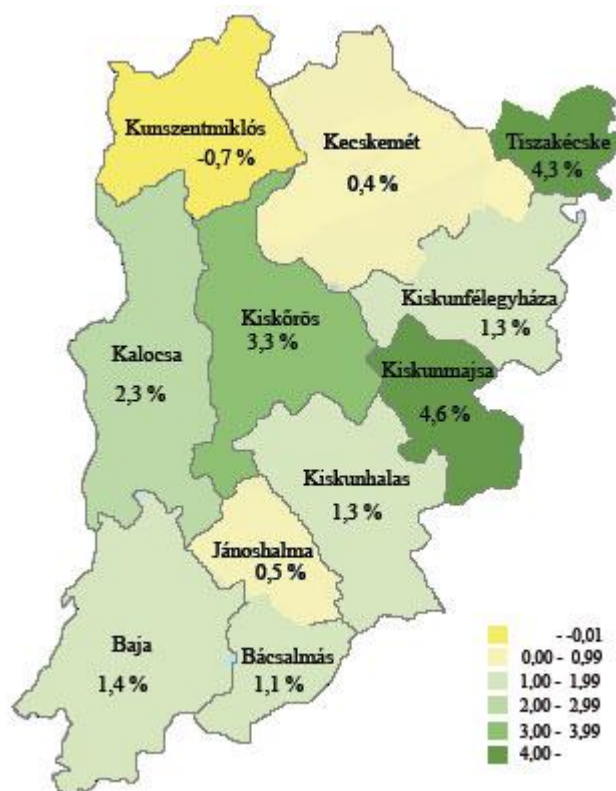 Kunszentmiklós
-0,7 %
Kecskemét
0,4 %
Tiszakécske
4,3 %
Kiskunfélegyháza
1,3 %
Kiskőrös
3,3 %
Kalocsa
2,3 %
Kiskunmajsa
4,6 %
Kiskunhalas
1,3 %
Jánoshalma
0,5 %
Baja
1,4 %
Bácsalmás
1,1 %
- -0,01
0,00 - 0,99
1,00 - 1,99
2,00 - 2,99
3,00 - 3,99
4,00 -